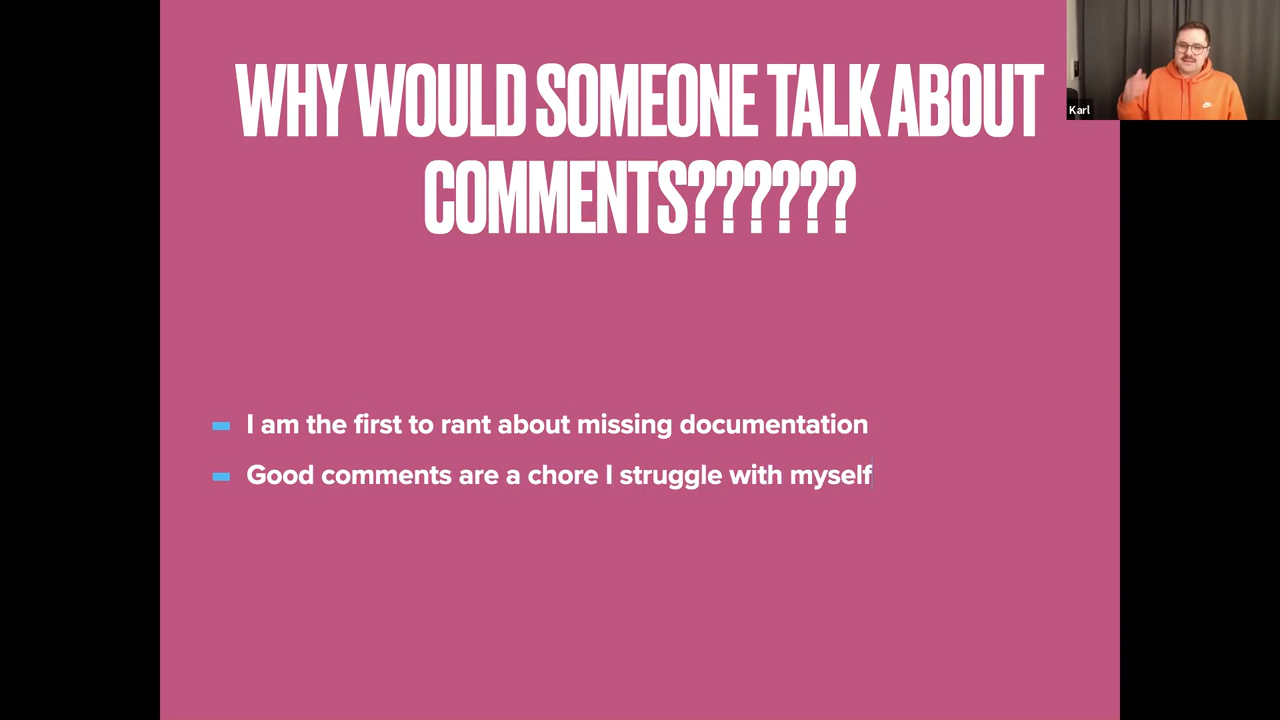 WHY WOULD SOMEONE TALK ABOUT
COMMENTS??????
Karl
I am the first to rant about missing documentation
Good comments are a chore I struggle with myself